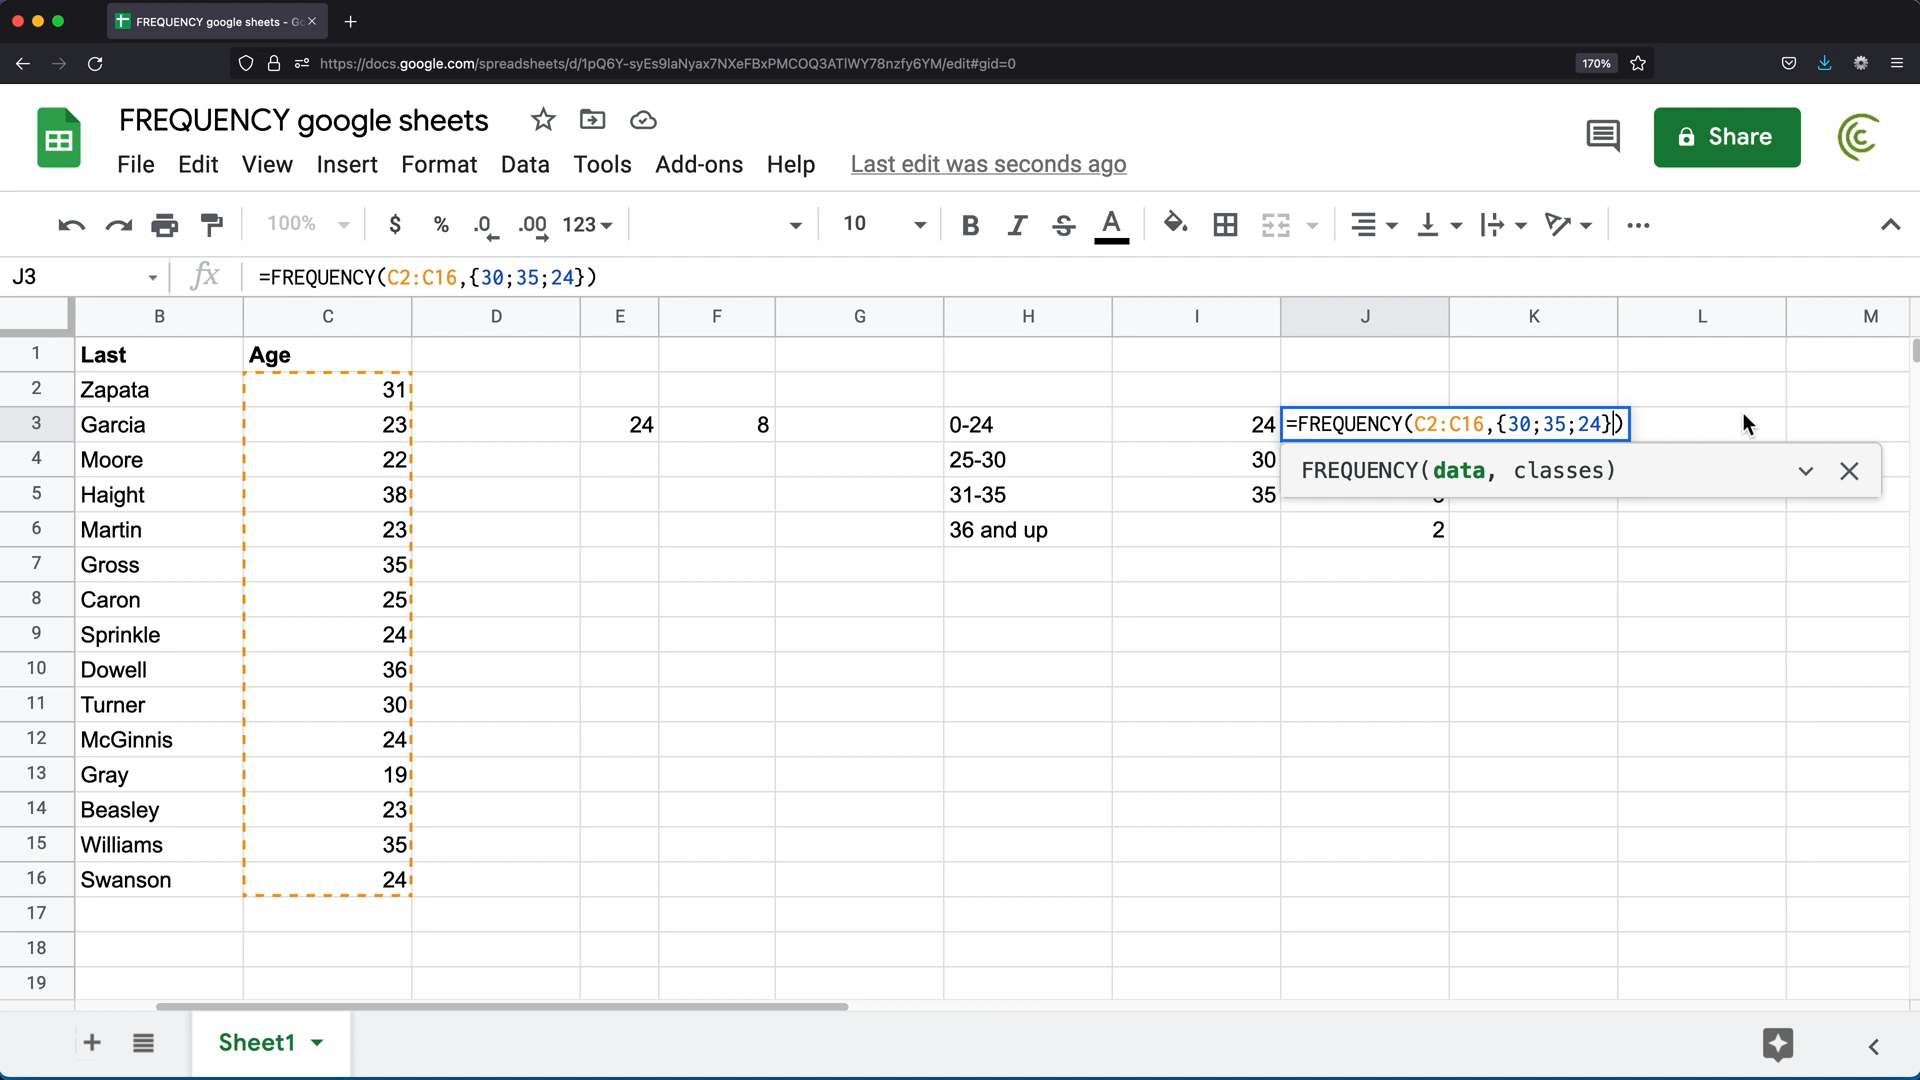 FREQUENCY google sheets - Go
https://docs.google.com/spreadsheets/d/1pQ6Y-syEs9laNyax7NXeFBxPMCOQ3ATIWY78nzfy6YM/edit#gid=0
170%
FREQUENCY google sheets
Share
File Edit View Insert Format Data Tools Add-ons Help Last edit was seconds ago
100% $ % .0 .00 123 10 B I S A
J3 fx =FREQUENCY(C2:C16,{30;35;24})
B C D E F G H I J K L M
1 Last Age
2 Zapata 31
3 Garcia 23 24 8 0-24 24 =FREQUENCY(C2:C16,{30;35;24})
4 Moore 22 25-30 30
FREQUENCY(data, classes)
5 Haight 38 31-35 35
6 Martin 23 36 and up 2
7 Gross 35
8 Caron 25
9 Sprinkle 24
10 Dowell 36
11 Turner 30
12 McGinnis 24
13 Gray 19
14 Beasley 23
15 Williams 35
16 Swanson 24
17
18
19
Sheet1